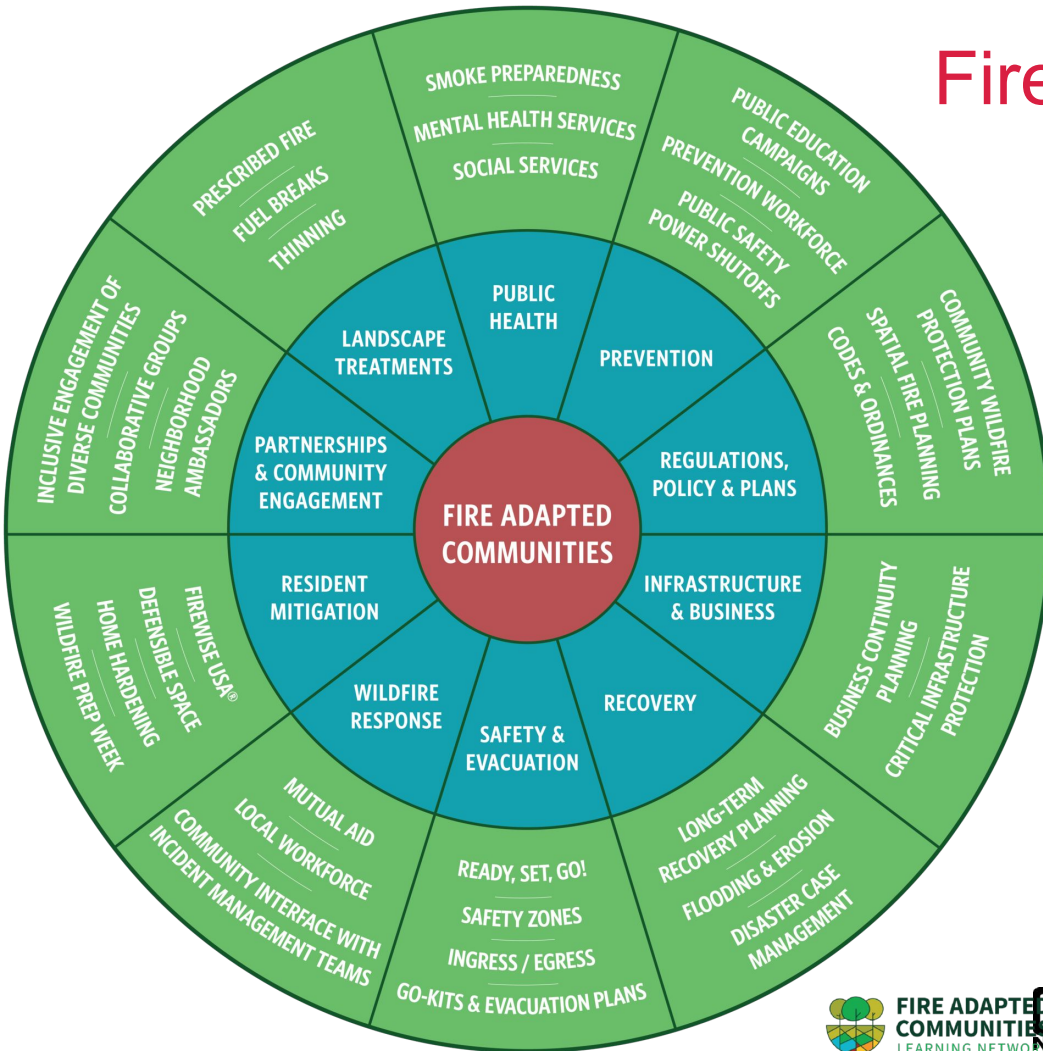 Fire
SMOKE PREPAREDNESS
MENTAL HEALTH SERVICES
SOCIAL SERVICES
PUBLIC EDUCATION
CAMPAIGNS
PREVENTION WORKFORCE
PUBLIC SAFETY
POWER SHUTOFFS
COMMUNITY WILDFIRE
PROTECTION PLANS
SPATIAL FIRE PLANNING
CODES & ORDINANCES
BUSINESS CONTINUITY
PLANNING
CRITICAL INFRASTRUCTURE
PROTECTION
LONG-TERM
RECOVERY PLANNING
FLOODING & EROSION
DISASTER CASE
MANAGEMENT
READY, SET, GO!
SAFETY ZONES
INGRESS / EGRESS
GO-KITS & EVACUATION PLANS
MUTUAL AID
LOCAL WORKFORCE
COMMUNITY INTERFACE WITH
INCIDENT MANAGEMENT TEAMS
FIREWISE USA®
DEFENSIBLE SPACE
HOME HARDENING
WILDFIRE PREP WEEK
INCLUSIVE ENGAGEMENT OF
DIVERSE COMMUNITIES
COLLABORATIVE GROUPS
NEIGHBORHOOD
AMBASSADORS
PRESCRIBED FIRE
FUEL BREAKS
THINNING
PUBLIC
HEALTH
PREVENTION
REGULATIONS,
POLICY & PLANS
INFRASTRUCTURE
& BUSINESS
RECOVERY
SAFETY &
EVACUATION
WILDFIRE
RESPONSE
RESIDENT
MITIGATION
PARTNERSHIPS
& COMMUNITY
ENGAGEMENT
LANDSCAPE
TREATMENTS
FIRE ADAPTED
COMMUNITIES
FIRE ADAPTED
COMMUNITIE
LEARNING NETWOR